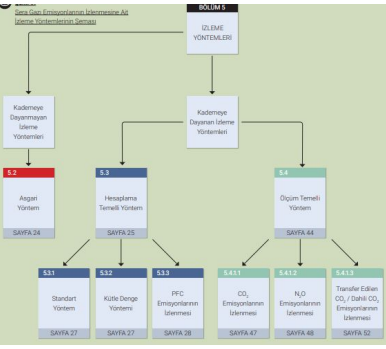 Sera Gazı Emisyonlarının İzlenmesine Ait
İzleme Yöntemlerinin Şeması
BÖLÜM 5
İZLEME
YÖNTEMLERİ
Kademeye
Dayanmayan
İzleme
Yöntemleri
Kademeye
Dayanan İzleme
Yöntemleri
5.2
Asgari
Yöntem
SAYFA 24
5.3
Hesaplama
Temelli Yöntem
SAYFA 25
5.4
Ölçüm Temelli
Yöntem
SAYFA 44
5.3.1
Standart
Yöntem
SAYFA 27
5.3.2
Kütle Denge
Yöntemi
SAYFA 27
5.3.3
PFC
Emisyonlarının
İzlenmesi
SAYFA 28
5.4.1.1
CO₂
Emisyonlarının
İzlenmesi
SAYFA 47
5.4.1.2
N₂O
Emisyonlarının
İzlenmesi
SAYFA 48
5.4.1.3
Transfer Edilen
CO₂ / Dahili CO₂
Emisyonlarının
İzlenmesi
SAYFA 52